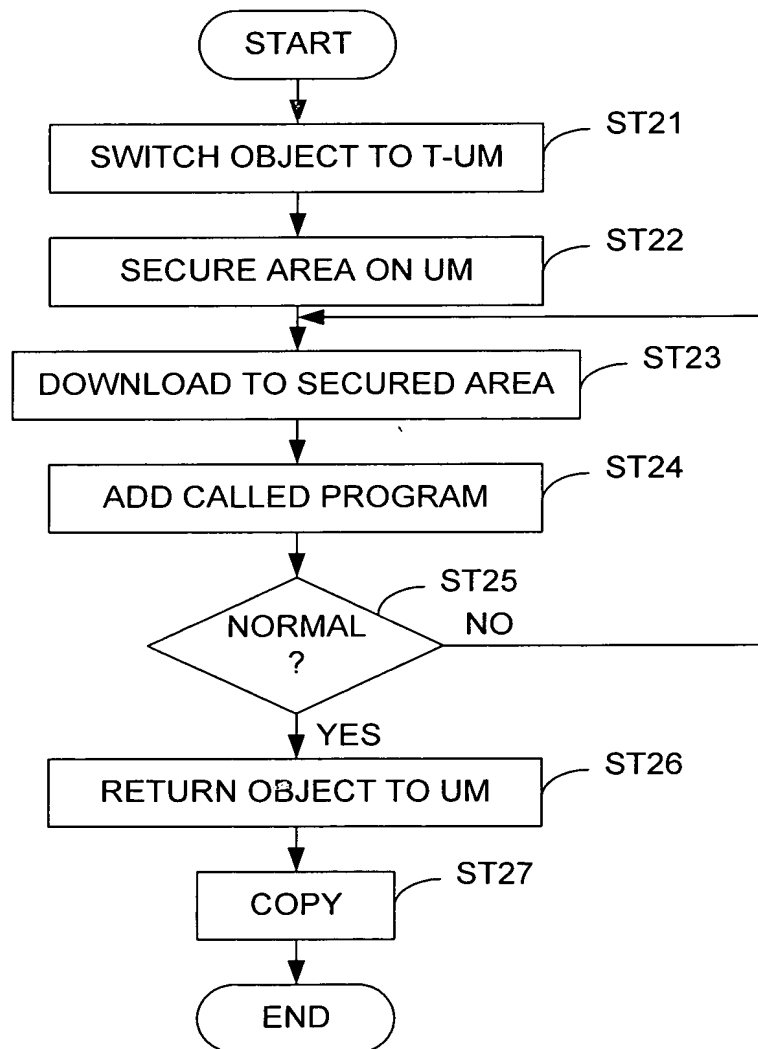 START
ST21
SWITCH OBJECT TO T-UM
ST22
SECURE AREA ON UM
ST23
DOWNLOAD TO SECURED AREA
ST24
ADD CALLED PROGRAM
ST25
NORMAL
?
NO
YES
ST26
RETURN OBJECT TO UM
ST27
COPY
END